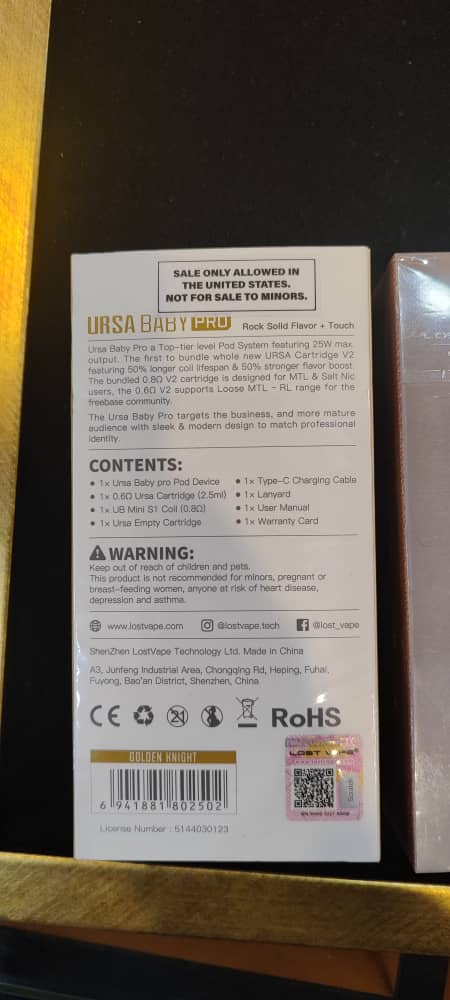 SALE ONLY ALLOWED IN
THE UNITED STATES.
NOT FOR SALE TO MINORS.
URSA BABY PRO Rock Solid Flavor + Touch
Ursa Baby Pro a Top-tier level Pod System featuring 25W max.
output. The first to bundle whole new URSA Cartridge V2
featuring 50% longer coil lifespan & 50% stronger flavor boost.
The bundled 0.8Ω V2 cartridge is designed for MTL & Salt Nic
users, the 0.6Ω V2 supports Loose MTL - RL range for the
freebase community.
The Ursa Baby Pro targets the business, and more mature
audience with sleek & modern design to match professional
identity.
CONTENTS:
• 1x Ursa Baby pro Pod Device
• 1x 0.6Ω Ursa Cartridge (2.5ml)
• 1x UB Mini S1 Coil (0.8Ω)
• 1x Ursa Empty Cartridge
• 1x Type-C Charging Cable
• 1x Lanyard
• 1x User Manual
• 1x Warranty Card
WARNING:
Keep out of reach of children and pets.
This product is not recommended for minors, pregnant or
breast-feeding women, anyone at risk of heart disease,
depression and asthma.
www.lostvape.com @lostvape.tech @lost_vape
ShenZhen LostVape Technology Ltd. Made in China
A3, Junfeng Industrial Area, Chongqing Rd, Heping, Fuhai,
Fuyong, Bao'an District, Shenzhen, China
CE 21 RoHS
GOLDEN KNIGHT
6 941881 802502
License Number : 5144030123
LOST VAPE